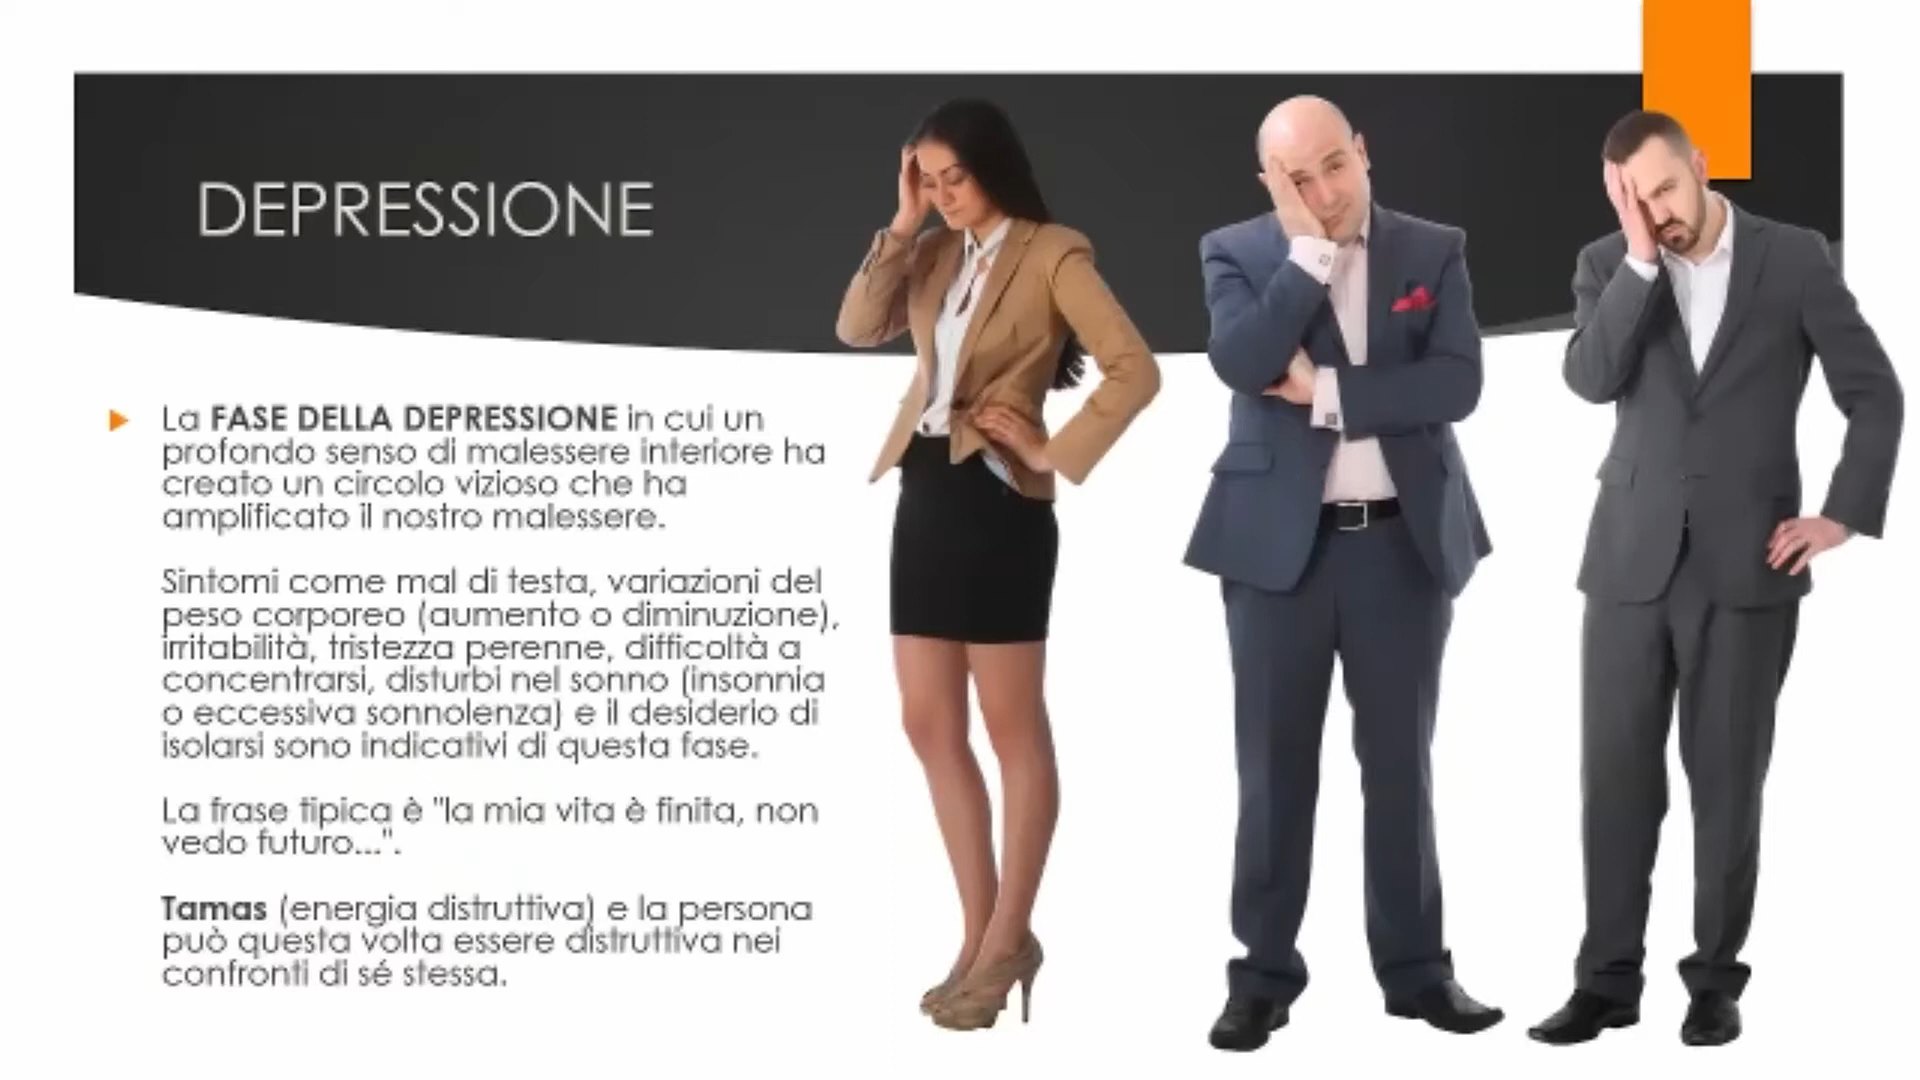 DEPRESSIONE
La FASE DELLA DEPRESSIONE in cui un
profondo senso di malessere interiore ha
creato un circolo vizioso che ha
amplificato il nostro malessere.
Sintomi come mal di testa, variazioni del
peso corporeo (aumento o diminuzione),
irritabilità, tristezza perenne, difficoltà a
concentrarsi, disturbi nel sonno (insonnia
o eccessiva sonnolenza) e il desiderio di
isolarsi sono indicativi di questa fase.
La frase tipica è "la mia vita è finita, non
vedo futuro...".
Tamas (energia distruttiva) e la persona
può questa volta essere distruttiva nei
confronti di sé stessa.